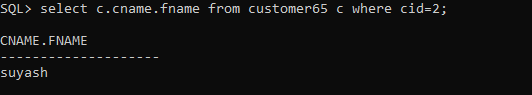 SQL> select c.cname.fname from customer65 c where cid=2;
CNAME.FNAME
--------------------
suyash